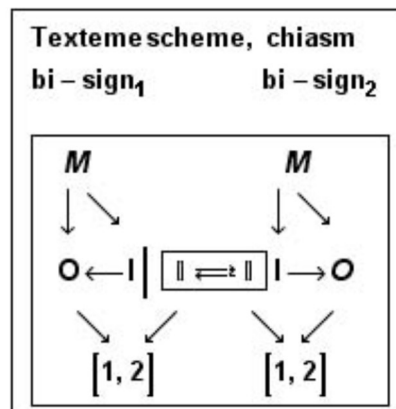 Texteme scheme, chiasm
bi – sign₁ bi – sign₂
M M
↓ ↘ ↓ ↘
O ← I | ⫿ ⇌ ⫿ I → O
↘ ↙ ↘ ↙
[1, 2] [1, 2]